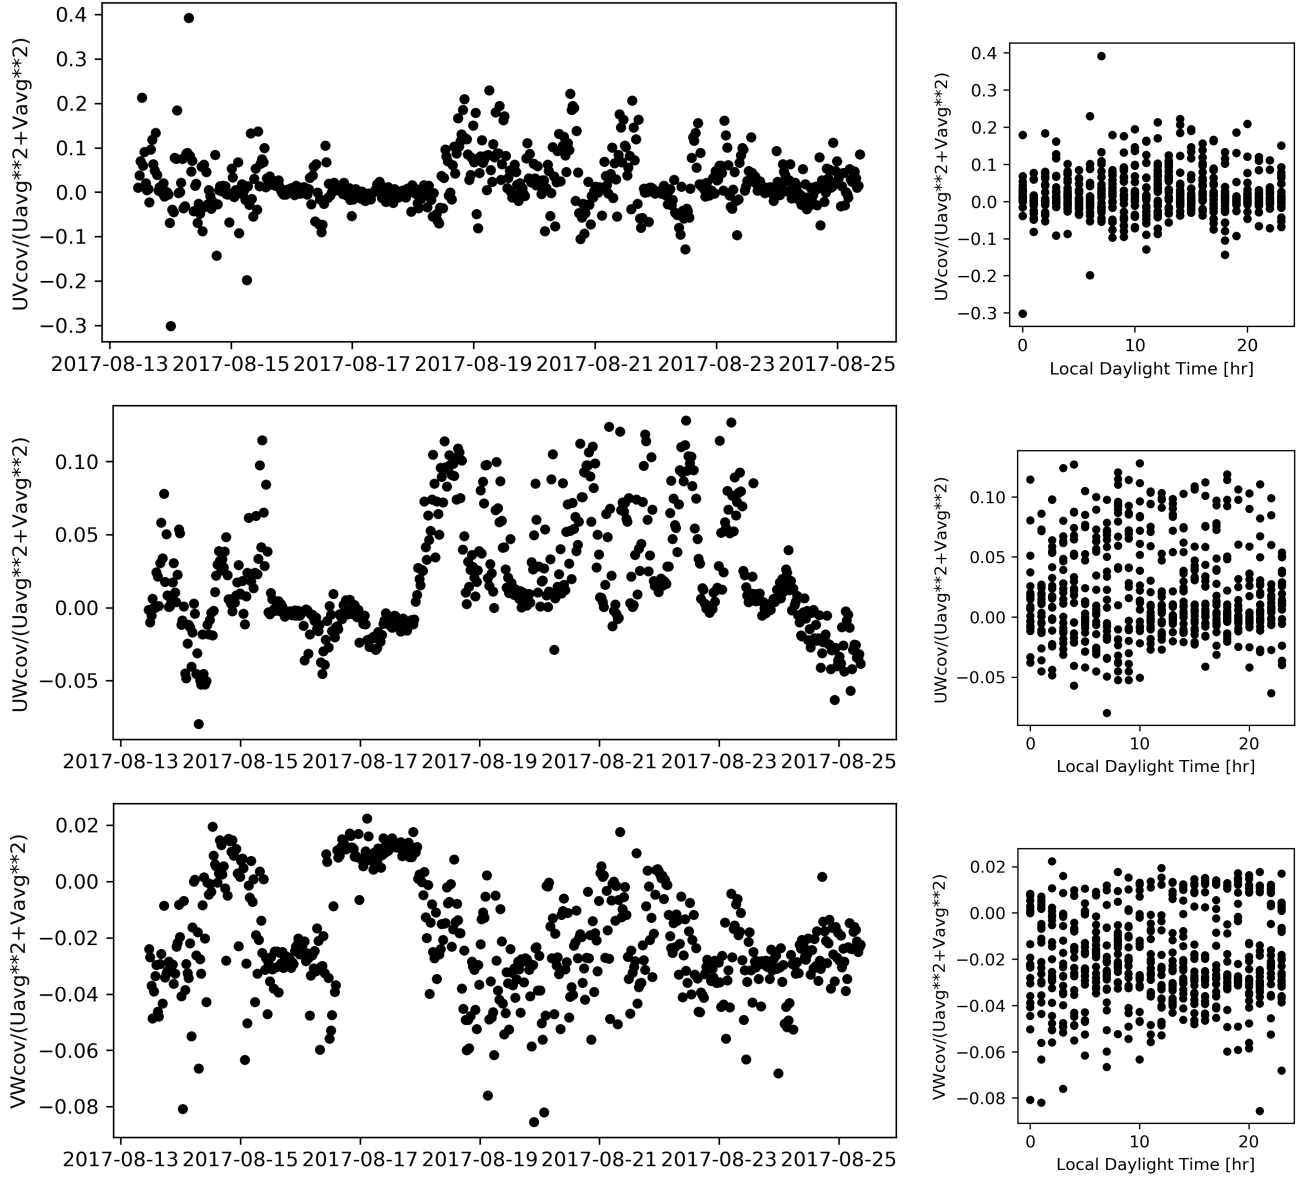 UVcov/(Uavg**2+Vavg**2)
0.4
0.3
0.2
0.1
0.0
−0.1
−0.2
−0.3
2017-08-13 2017-08-15 2017-08-17 2017-08-19 2017-08-21 2017-08-23 2017-08-25
UVcov/(Uavg**2+Vavg**2)
0.4
0.3
0.2
0.1
0.0
−0.1
−0.2
−0.3
0 10 20
Local Daylight Time [hr]
UWcov/(Uavg**2+Vavg**2)
0.10
0.05
0.00
−0.05
2017-08-13 2017-08-15 2017-08-17 2017-08-19 2017-08-21 2017-08-23 2017-08-25
UWcov/(Uavg**2+Vavg**2)
0.10
0.05
0.00
−0.05
0 10 20
Local Daylight Time [hr]
VWcov/(Uavg**2+Vavg**2)
0.02
0.00
−0.02
−0.04
−0.06
−0.08
2017-08-13 2017-08-15 2017-08-17 2017-08-19 2017-08-21 2017-08-23 2017-08-25
VWcov/(Uavg**2+Vavg**2)
0.02
0.00
−0.02
−0.04
−0.06
−0.08
0 10 20
Local Daylight Time [hr]